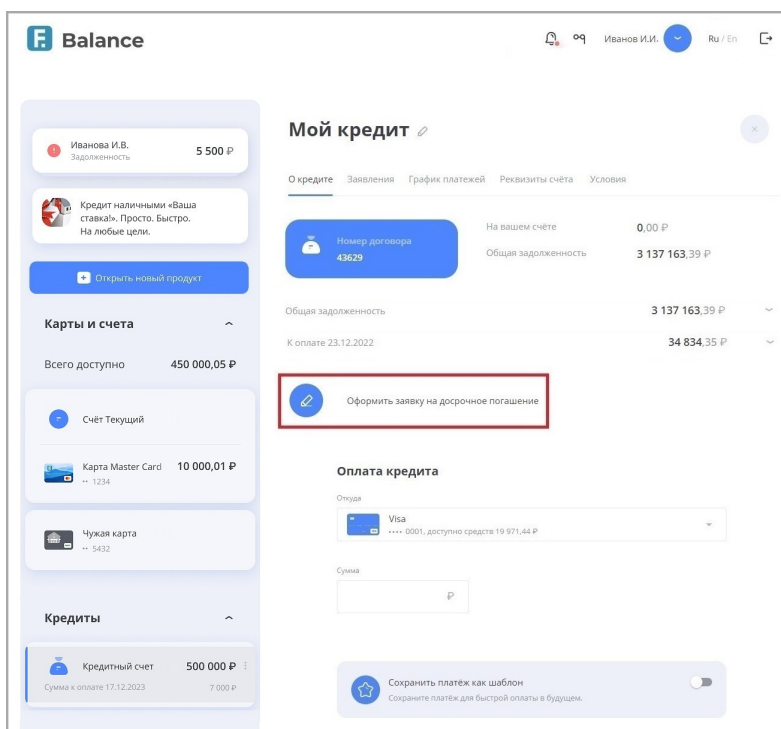 F. Balance
Иванов И.И.
Ru / En
Иванова И.В.
Задолженность
5 500 ₽
Кредит наличными «Ваша
ставка!». Просто. Быстро.
На любые цели.
Открыть новый продукт
Карты и счета
Всего доступно 450 000,05 ₽
Счёт Текущий
Карта Master Card 10 000,01 ₽
•• 1234
Чужая карта
•• 5432
Кредиты
Кредитный счет 500 000 ₽
Сумма к оплате 17.12.2023 7 000 ₽
Мой кредит
О кредите Заявления График платежей Реквизиты счёта Условия
Номер договора
43629
На вашем счёте 0,00 ₽
Общая задолженность 3 137 163,39 ₽
Общая задолженность 3 137 163,39 ₽
К оплате 23.12.2022 34 834,35 ₽
Оформить заявку на досрочное погашение
Оплата кредита
Откуда
Visa
•••• 0001, доступно средств 19 971,44 ₽
Сумма
₽
Сохранить платёж как шаблон
Сохраните платёж для быстрой оплаты в будущем.